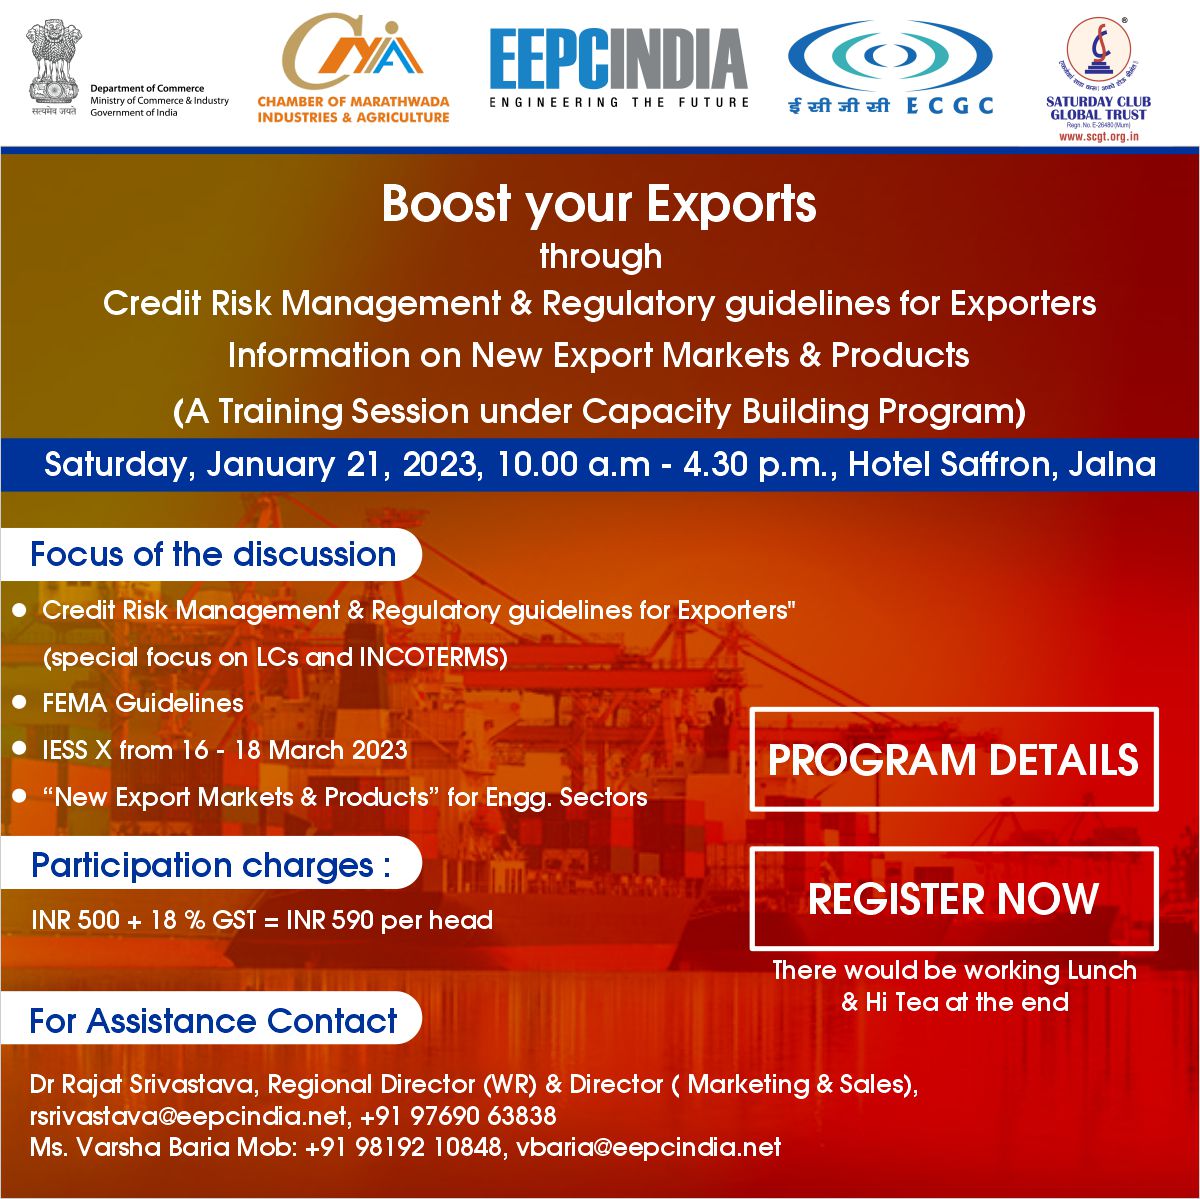 सत्यमेव जयते
Department of Commerce
Ministry of Commerce & Industry
Government of India
CHAMBER OF MARATHWADA
INDUSTRIES & AGRICULTURE
EEPCINDIA
ENGINEERING THE FUTURE
ई सी जी सी ECGC
®
SATURDAY CLUB
GLOBAL TRUST
Regn. No. E-26480 (Mum)
www.scgt.org.in
Boost your Exports
through
Credit Risk Management & Regulatory guidelines for Exporters
Information on New Export Markets & Products
(A Training Session under Capacity Building Program)
Saturday, January 21, 2023, 10.00 a.m - 4.30 p.m., Hotel Saffron, Jalna
Focus of the discussion
• Credit Risk Management & Regulatory guidelines for Exporters"
(special focus on LCs and INCOTERMS)
• FEMA Guidelines
• IESS X from 16 - 18 March 2023
• “New Export Markets & Products” for Engg. Sectors
PROGRAM DETAILS
Participation charges :
INR 500 + 18 % GST = INR 590 per head
REGISTER NOW
There would be working Lunch
& Hi Tea at the end
For Assistance Contact
Dr Rajat Srivastava, Regional Director (WR) & Director ( Marketing & Sales),
rsrivastava@eepcindia.net, +91 97690 63838
Ms. Varsha Baria Mob: +91 98192 10848, vbaria@eepcindia.net